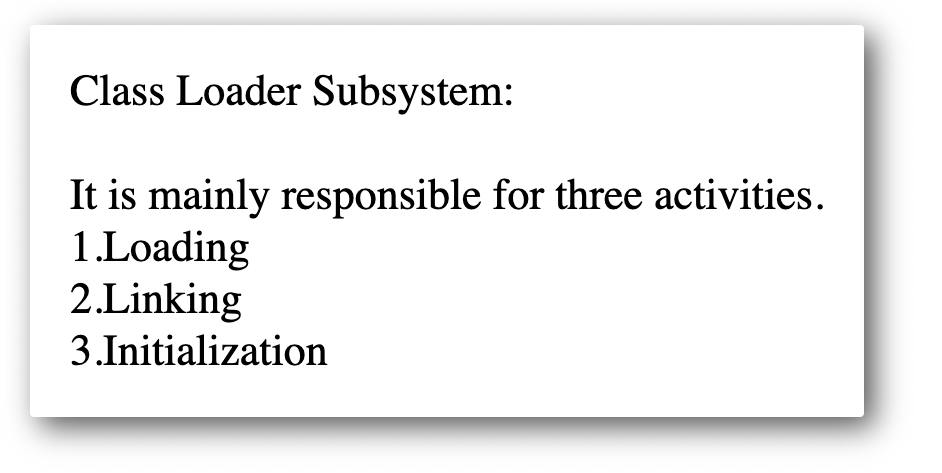 Class Loader Subsystem:
It is mainly responsible for three activities.
1.Loading
2.Linking
3.Initialization